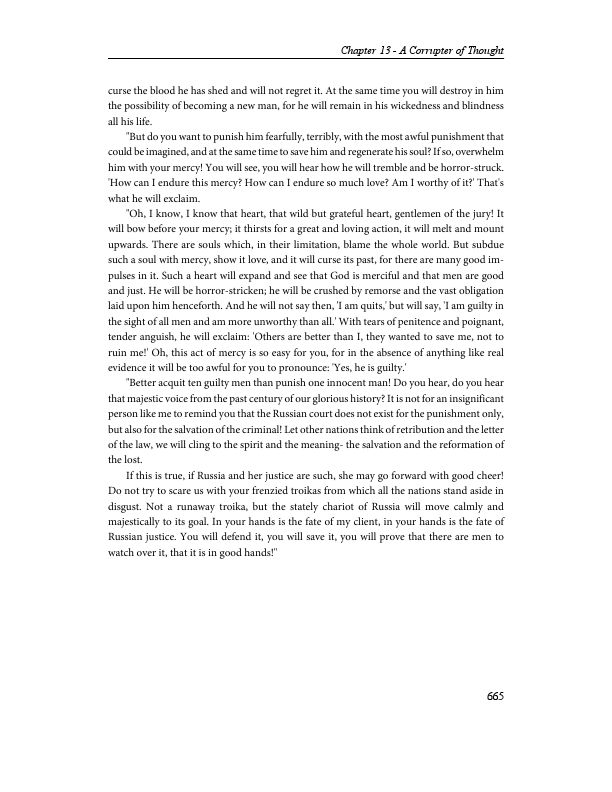 Chapter 13 - A Corrupter of Thought
curse the blood he has shed and will not regret it. At the same time you will destroy in him
the possibility of becoming a new man, for he will remain in his wickedness and blindness
all his life.
"But do you want to punish him fearfully, terribly, with the most awful punishment that
could be imagined, and at the same time to save him and regenerate his soul? If so, overwhelm
him with your mercy! You will see, you will hear how he will tremble and be horror-struck.
'How can I endure this mercy? How can I endure so much love? Am I worthy of it?' That's
what he will exclaim.
"Oh, I know, I know that heart, that wild but grateful heart, gentlemen of the jury! It
will bow before your mercy; it thirsts for a great and loving action, it will melt and mount
upwards. There are souls which, in their limitation, blame the whole world. But subdue
such a soul with mercy, show it love, and it will curse its past, for there are many good im-
pulses in it. Such a heart will expand and see that God is merciful and that men are good
and just. He will be horror-stricken; he will be crushed by remorse and the vast obligation
laid upon him henceforth. And he will not say then, 'I am quits,' but will say, 'I am guilty in
the sight of all men and am more unworthy than all.' With tears of penitence and poignant,
tender anguish, he will exclaim: 'Others are better than I, they wanted to save me, not to
ruin me!' Oh, this act of mercy is so easy for you, for in the absence of anything like real
evidence it will be too awful for you to pronounce: 'Yes, he is guilty.'
"Better acquit ten guilty men than punish one innocent man! Do you hear, do you hear
that majestic voice from the past century of our glorious history? It is not for an insignificant
person like me to remind you that the Russian court does not exist for the punishment only,
but also for the salvation of the criminal! Let other nations think of retribution and the letter
of the law, we will cling to the spirit and the meaning- the salvation and the reformation of
the lost.
If this is true, if Russia and her justice are such, she may go forward with good cheer!
Do not try to scare us with your frenzied troikas from which all the nations stand aside in
disgust. Not a runaway troika, but the stately chariot of Russia will move calmly and
majestically to its goal. In your hands is the fate of my client, in your hands is the fate of
Russian justice. You will defend it, you will save it, you will prove that there are men to
watch over it, that it is in good hands!"
665